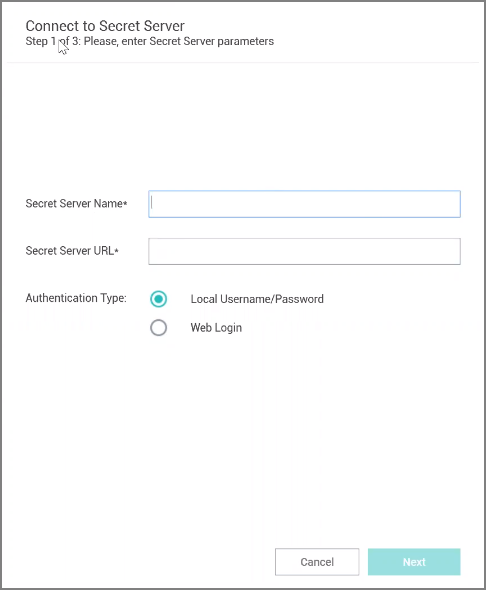 Connect to Secret Server
Step 1 of 3: Please, enter Secret Server parameters
Secret Server Name*
Secret Server URL*
Authentication Type:
Local Username/Password
Web Login
Cancel
Next